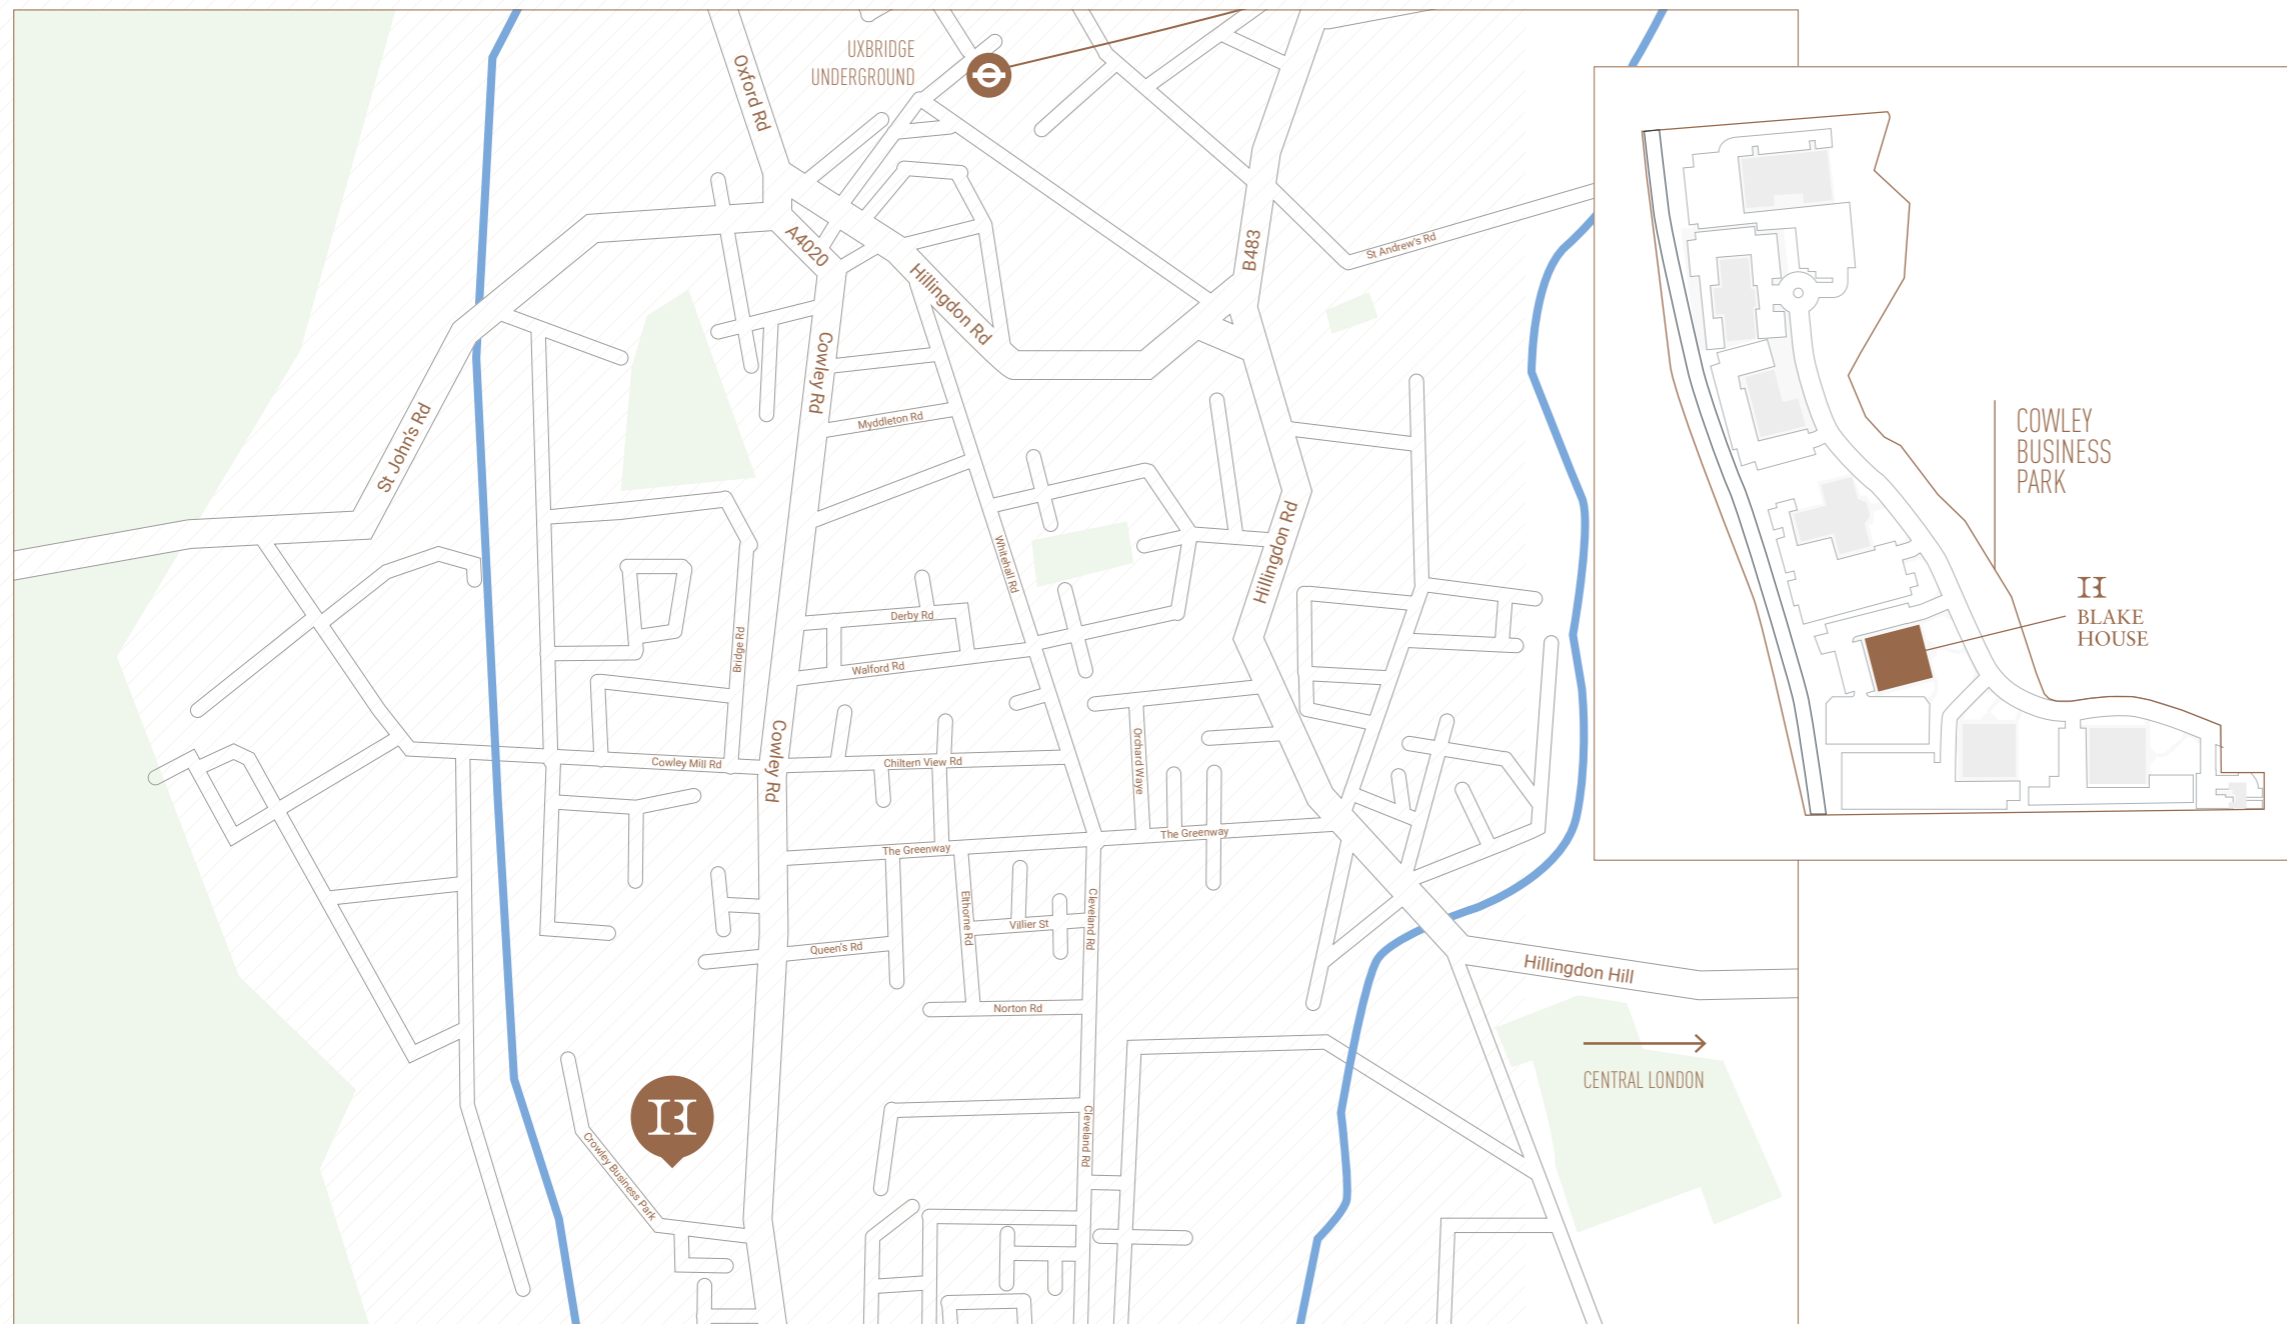 UXBRIDGE
UNDERGROUND
Oxford Rd
A4020
Hillingdon Rd
B483
St Andrew's Rd
Cowley Rd
St John's Rd
Myddleton Rd
Whitehall Rd
Hillingdon Rd
Derby Rd
Bridge Rd
Walford Rd
Cowley Rd
Cowley Mill Rd
Chiltern View Rd
Orchard Waye
The Greenway
The Greenway
Elthorne Rd
Villier St
Cleveland Rd
Queen's Rd
Hillingdon Hill
Norton Rd
CENTRAL LONDON
Cleveland Rd
Crowley Business Park
COWLEY
BUSINESS
PARK
BLAKE
HOUSE